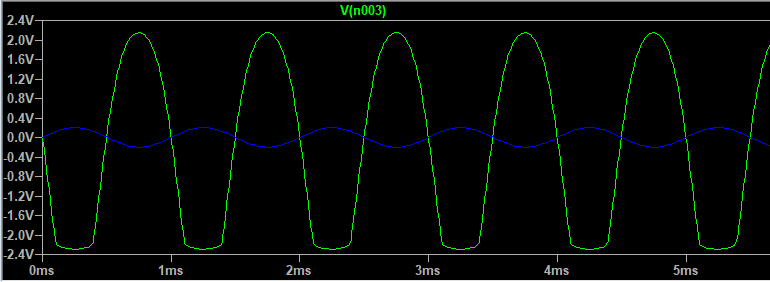 V(n003)
2.4V
2.0V
1.6V
1.2V
0.8V
0.4V
0.0V
-0.4V
-0.8V
-1.2V
-1.6V
-2.0V
-2.4V
0ms 1ms 2ms 3ms 4ms 5ms